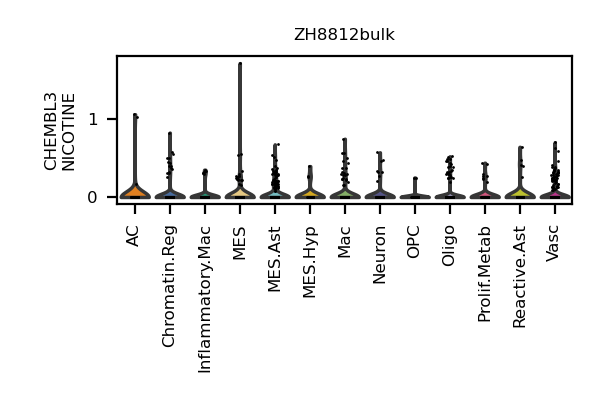 ZH8812bulk
CHEMBL3
NICOTINE
1
0
AC
Chromatin.Reg
Inflammatory.Mac
MES
MES.Ast
MES.Hyp
Mac
Neuron
OPC
Oligo
Prolif.Metab
Reactive.Ast
Vasc